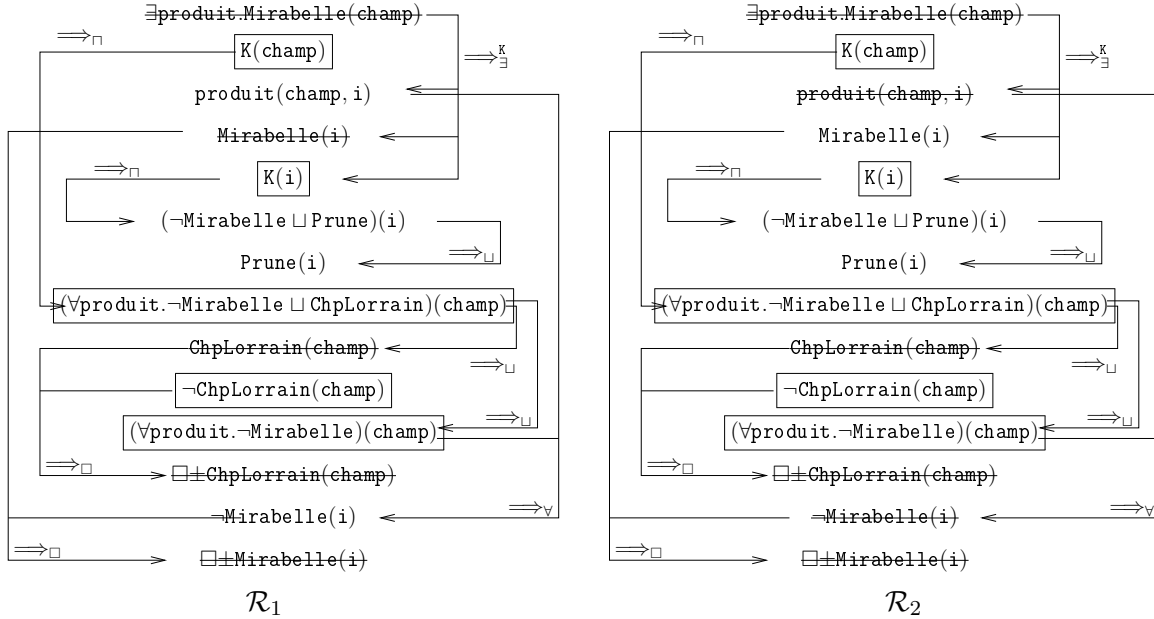 ∃produit.Mirabelle(champ) ∃produit.Mirabelle(champ)
⟹⊓ K(champ) ⟹∃K ⟹⊓ K(champ) ⟹∃K
produit(champ, i) produit(champ, i)
Mirabelle(i) Mirabelle(i)
⟹⊓ K(i) ⟹⊓ K(i)
(¬Mirabelle ⊔ Prune)(i) (¬Mirabelle ⊔ Prune)(i)
Prune(i) ⟹⊔ Prune(i) ⟹⊔
(∀produit.¬Mirabelle ⊔ ChpLorrain)(champ) (∀produit.¬Mirabelle ⊔ ChpLorrain)(champ)
ChpLorrain(champ) ⟹⊔ ChpLorrain(champ) ⟹⊔
¬ChpLorrain(champ) ¬ChpLorrain(champ)
(∀produit.¬Mirabelle)(champ) ⟹⊔ (∀produit.¬Mirabelle)(champ) ⟹⊔
⟹□ □±ChpLorrain(champ) ⟹□ □±ChpLorrain(champ)
¬Mirabelle(i) ⟹∀ ¬Mirabelle(i) ⟹∀
⟹□ □±Mirabelle(i) ⟹□ □±Mirabelle(i)
R1 R2